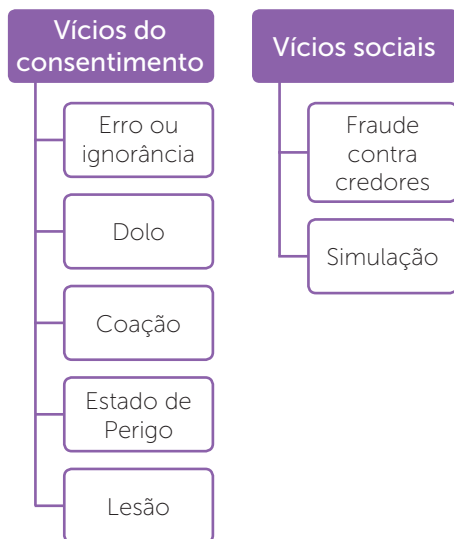 Vícios do
consentimento
Erro ou
ignorância
Dolo
Coação
Estado de
Perigo
Lesão
Vícios sociais
Fraude
contra
credores
Simulação